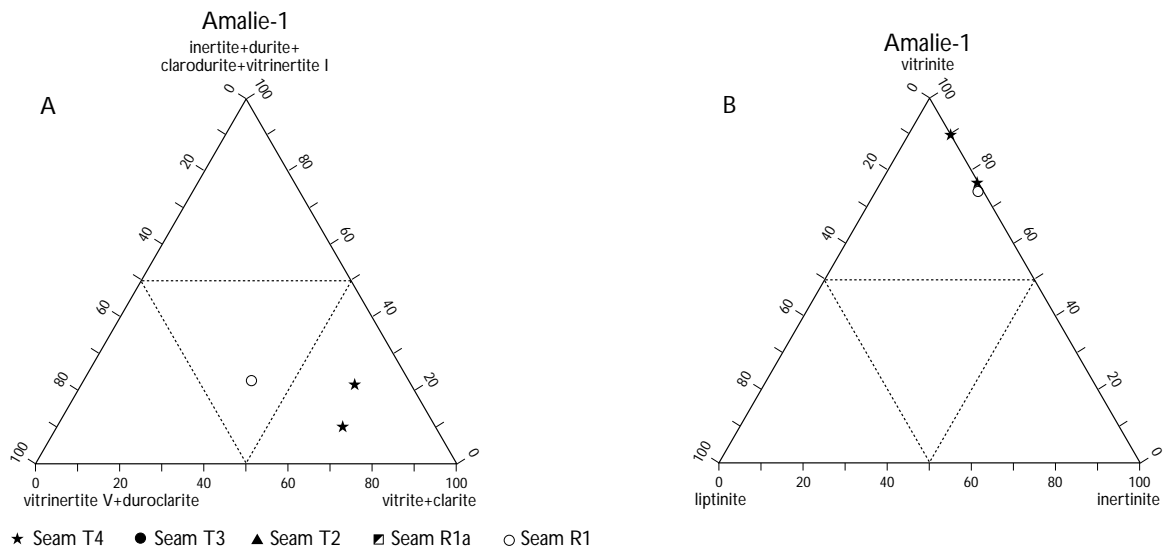 Amalie-1
inertite+durite+
clarodurite+vitrinertite I
A
0
100
20
80
40
60
60
40
80
20
100
0
0 20 40 60 80 100
vitrinertite V+duroclarite
vitrite+clarite
Amalie-1
vitrinite
B
0
100
20
80
40
60
60
40
80
20
100
0
0 20 40 60 80 100
liptinite
inertinite
Seam T4 Seam T3 Seam T2 Seam R1a Seam R1